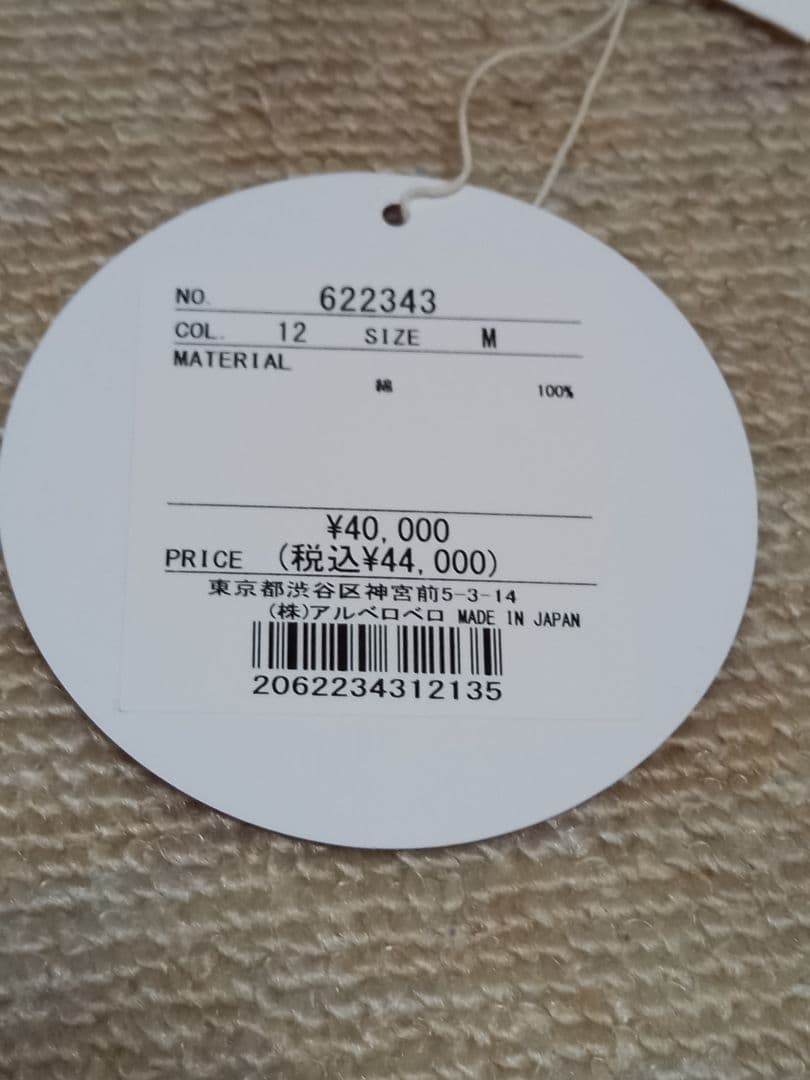 NO. 622343
COL. 12 SIZE M
MATERIAL
綿 100%
¥40,000
PRICE (税込¥44,000)
東京都渋谷区神宮前5-3-14
(株)アルベロベロ MADE IN JAPAN
2062234312135